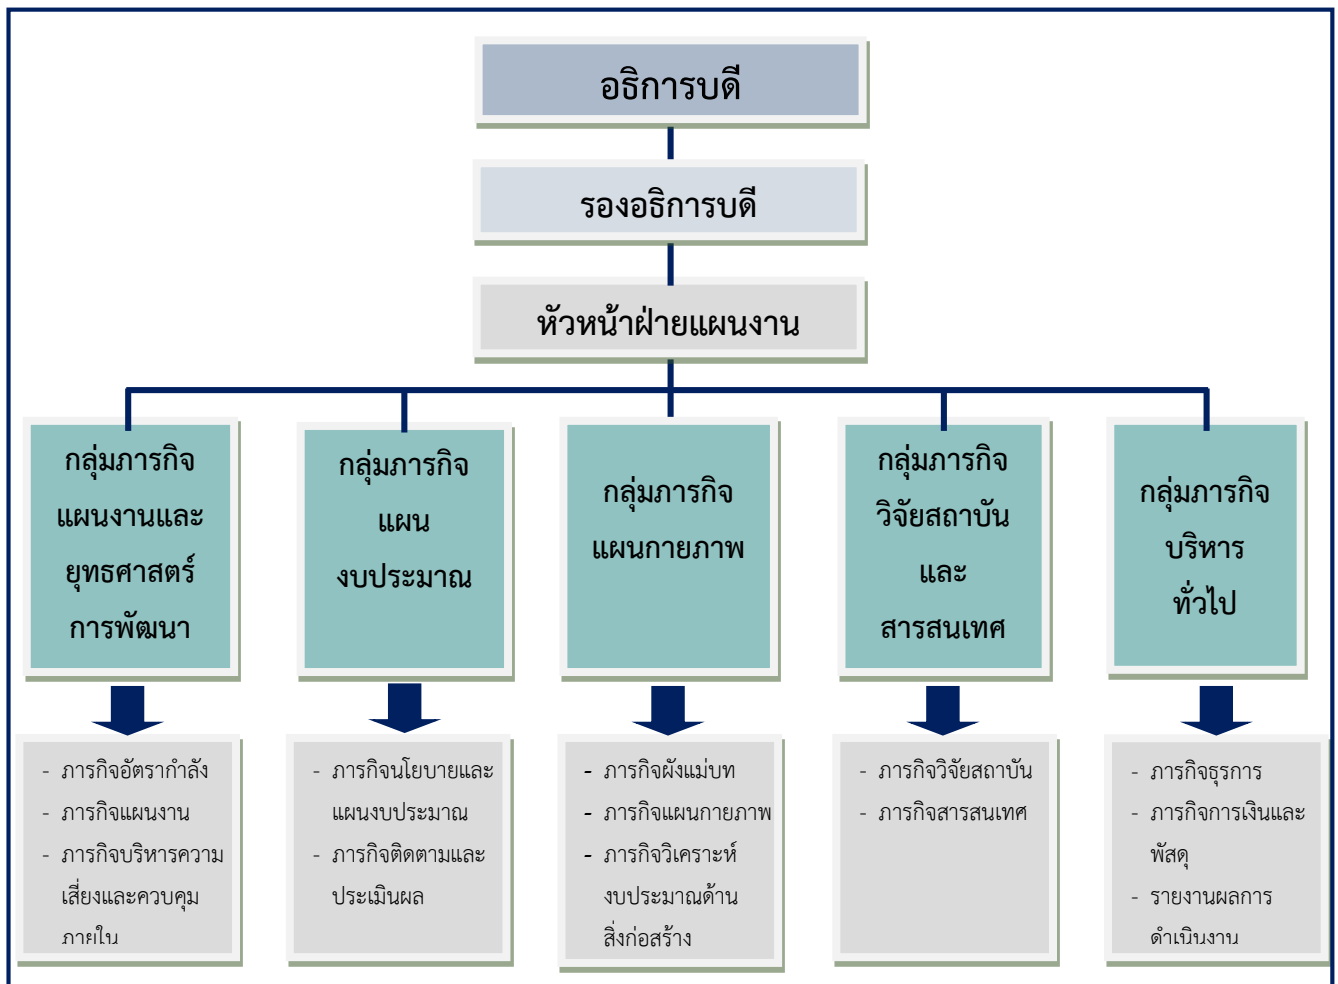 อธิการบดี
รองอธิการบดี
หัวหน้าฝ่ายแผนงาน
กลุ่มภารกิจ
แผนงานและ
ยุทธศาสตร์
การพัฒนา
กลุ่มภารกิจ
แผน
งบประมาณ
กลุ่มภารกิจ
แผนกายภาพ
กลุ่มภารกิจ
วิจัยสถาบัน
และ
สารสนเทศ
กลุ่มภารกิจ
บริหาร
ทั่วไป
- ภารกิจอัตรากำลัง
- ภารกิจแผนงาน
- ภารกิจบริหารความ
เสี่ยงและควบคุม
ภายใน
- ภารกิจนโยบายและ
แผนงบประมาณ
- ภารกิจติดตามและ
ประเมินผล
- ภารกิจผังแม่บท
- ภารกิจแผนกายภาพ
- ภารกิจวิเคราะห์
งบประมาณด้าน
สิ่งก่อสร้าง
- ภารกิจวิจัยสถาบัน
- ภารกิจสารสนเทศ
- ภารกิจธุรการ
- ภารกิจการเงินและ
พัสดุ
- รายงานผลการ
ดำเนินงาน